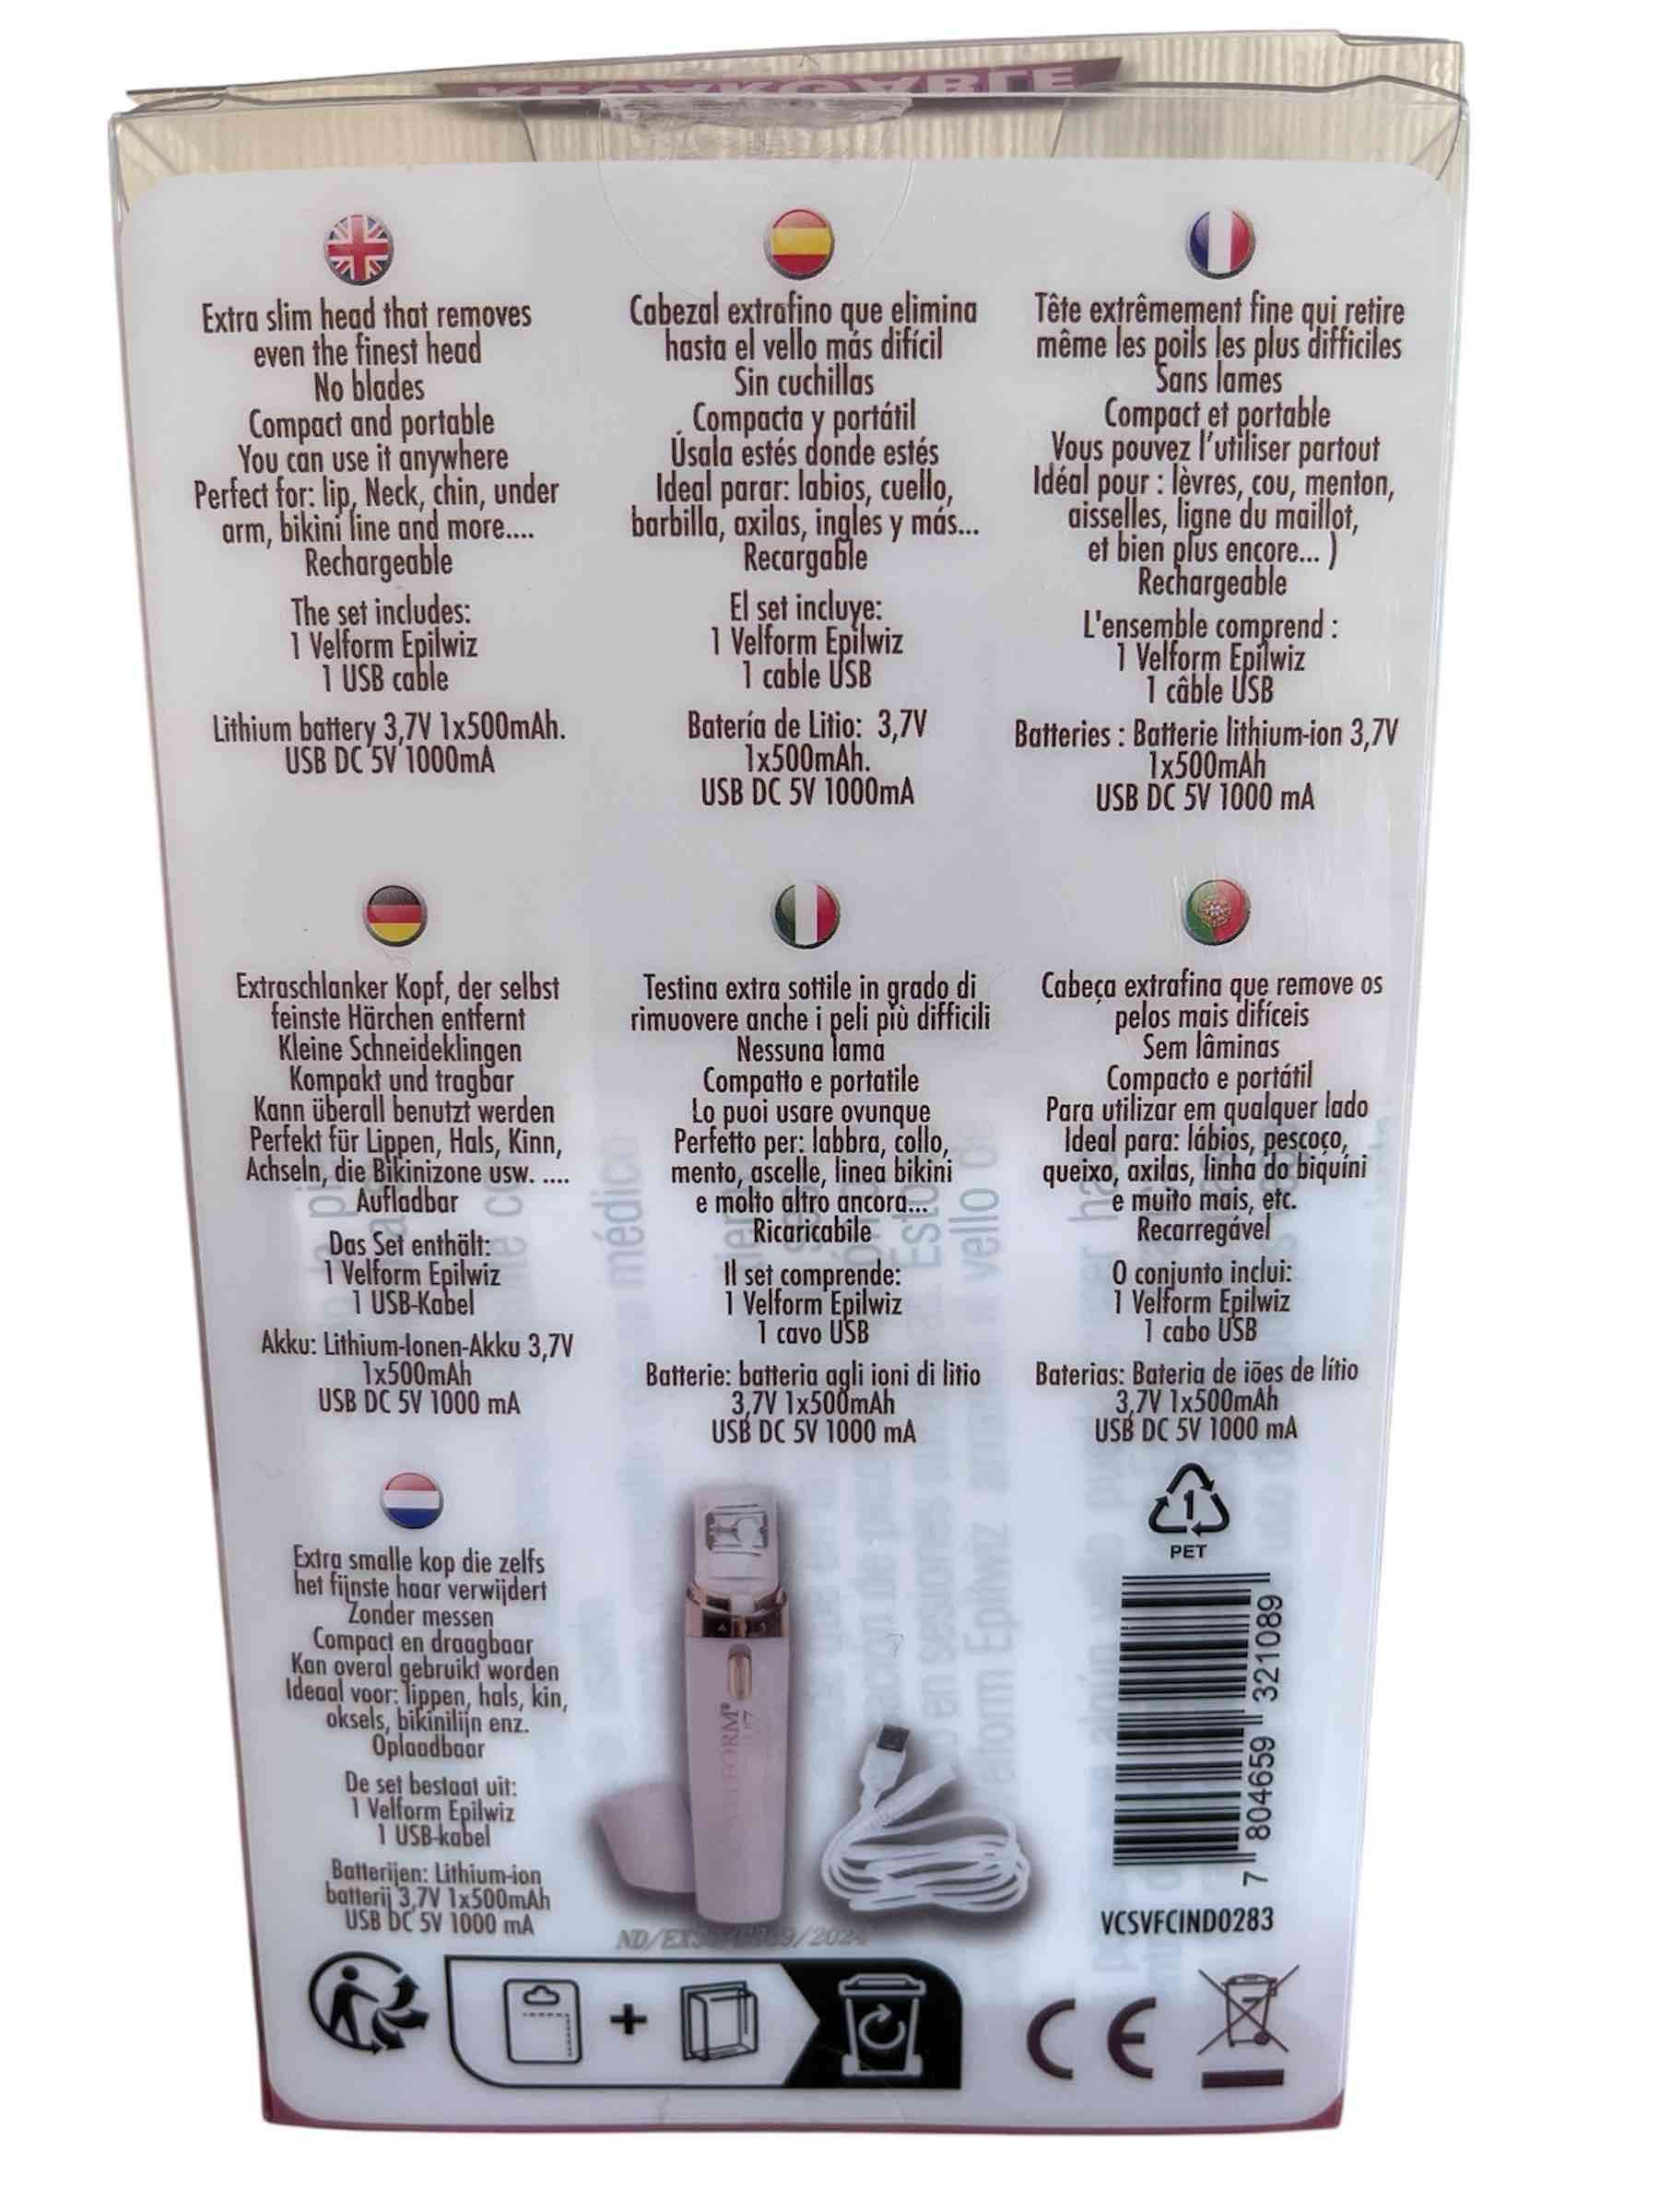 RECARGABLE
Extra slim head that removes
even the finest head
No blades
Compact and portable
You can use it anywhere
Perfect for: lip, Neck, chin, under
arm, bikini line and more....
Rechargeable
The set includes:
1 Velform Epilwiz
1 USB cable
Lithium battery 3,7V 1x500mAh.
USB DC 5V 1000mA
Cabezal extrafino que elimina
hasta el vello más difícil
Sin cuchillas
Compacta y portátil
Úsala estés donde estés
Ideal parar: labios, cuello,
barbilla, axilas, ingles y más...
Recargable
El set incluye:
1 Velform Epilwiz
1 cable USB
Batería de Litio: 3,7V
1x500mAh.
USB DC 5V 1000mA
Tête extrêmement fine qui retire
même les poils les plus difficiles
Sans lames
Compact et portable
Vous pouvez l'utiliser partout
Idéal pour : lèvres, cou, menton,
aisselles, ligne du maillot,
et bien plus encore... )
Rechargeable
L'ensemble comprend :
1 Velform Epilwiz
1 câble USB
Batteries : Batterie lithium-ion 3,7V
1x500mAh
USB DC 5V 1000 mA
Extraschlanker Kopf, der selbst
feinste Härchen entfernt
Kleine Schneideklingen
Kompakt und tragbar
Kann überall benutzt werden
Perfekt für Lippen, Hals, Kinn,
Achseln, die Bikinizone usw. ....
Aufladbar
Das Set enthält:
1 Velform Epilwiz
1 USB-Kabel
Akku: Lithium-Ionen-Akku 3,7V
1x500mAh
USB DC 5V 1000 mA
Testina extra sottile in grado di
rimuovere anche i peli più difficili
Nessuna lama
Compatto e portatile
Lo puoi usare ovunque
Perfetto per: labbra, collo,
mento, ascelle, linea bikini
e molto altro ancora...
Ricaricabile
Il set comprende:
1 Velform Epilwiz
1 cavo USB
Batterie: batteria agli ioni di litio
3,7V 1x500mAh
USB DC 5V 1000 mA
Cabeça extrafina que remove os
pelos mais difíceis
Sem lâminas
Compacto e portátil
Para utilizar em qualquer lado
Ideal para: lábios, pescoço,
queixo, axilas, linha do biquíni
e muito mais, etc.
Recarregável
O conjunto inclui:
1 Velform Epilwiz
1 cabo USB
Baterias: Bateria de iões de lítio
3,7V 1x500mAh
USB DC 5V 1000 mA
Extra smalle kop die zelfs
het fijnste haar verwijdert
Zonder messen
Compact en draagbaar
Kan overal gebruikt worden
Ideaal voor: lippen, hals, kin,
oksels, bikinilijn enz.
Oplaadbaar
De set bestaat uit:
1 Velform Epilwiz
1 USB-kabel
Batterijen: Lithium-ion
batterij 3,7V 1x500mAh
USB DC 5V 1000 mA
1
PET
7 804659 321089
VCSVFCIND0283
CE